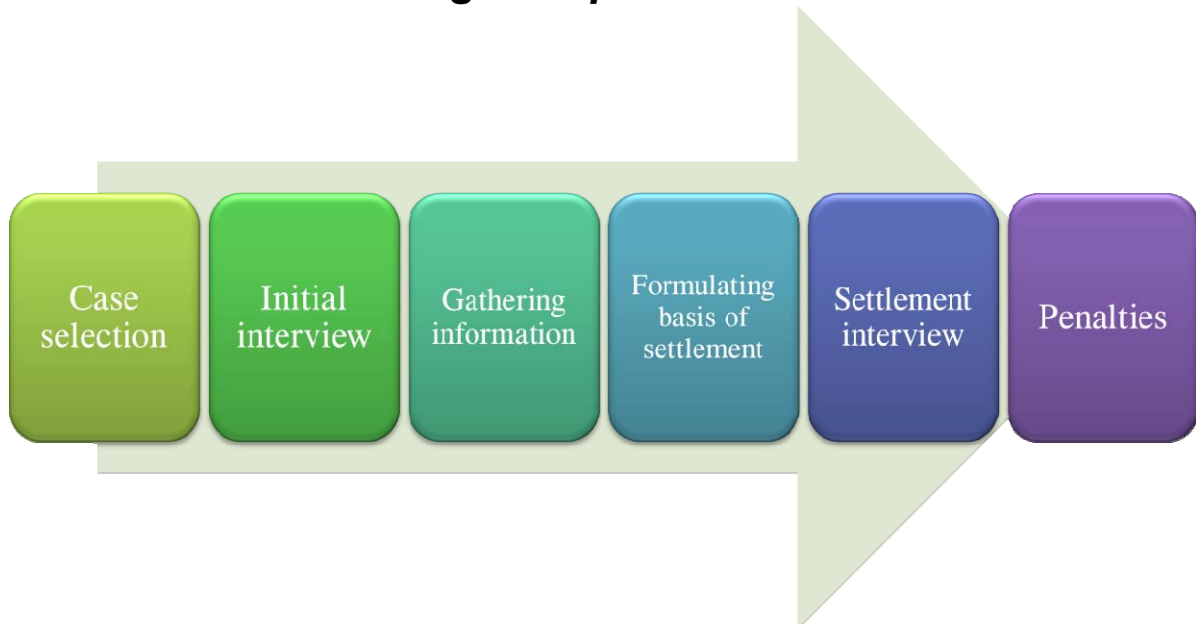 Case
selection
Initial
interview
Gathering
information
Formulating
basis of
settlement
Settlement
interview
Penalties